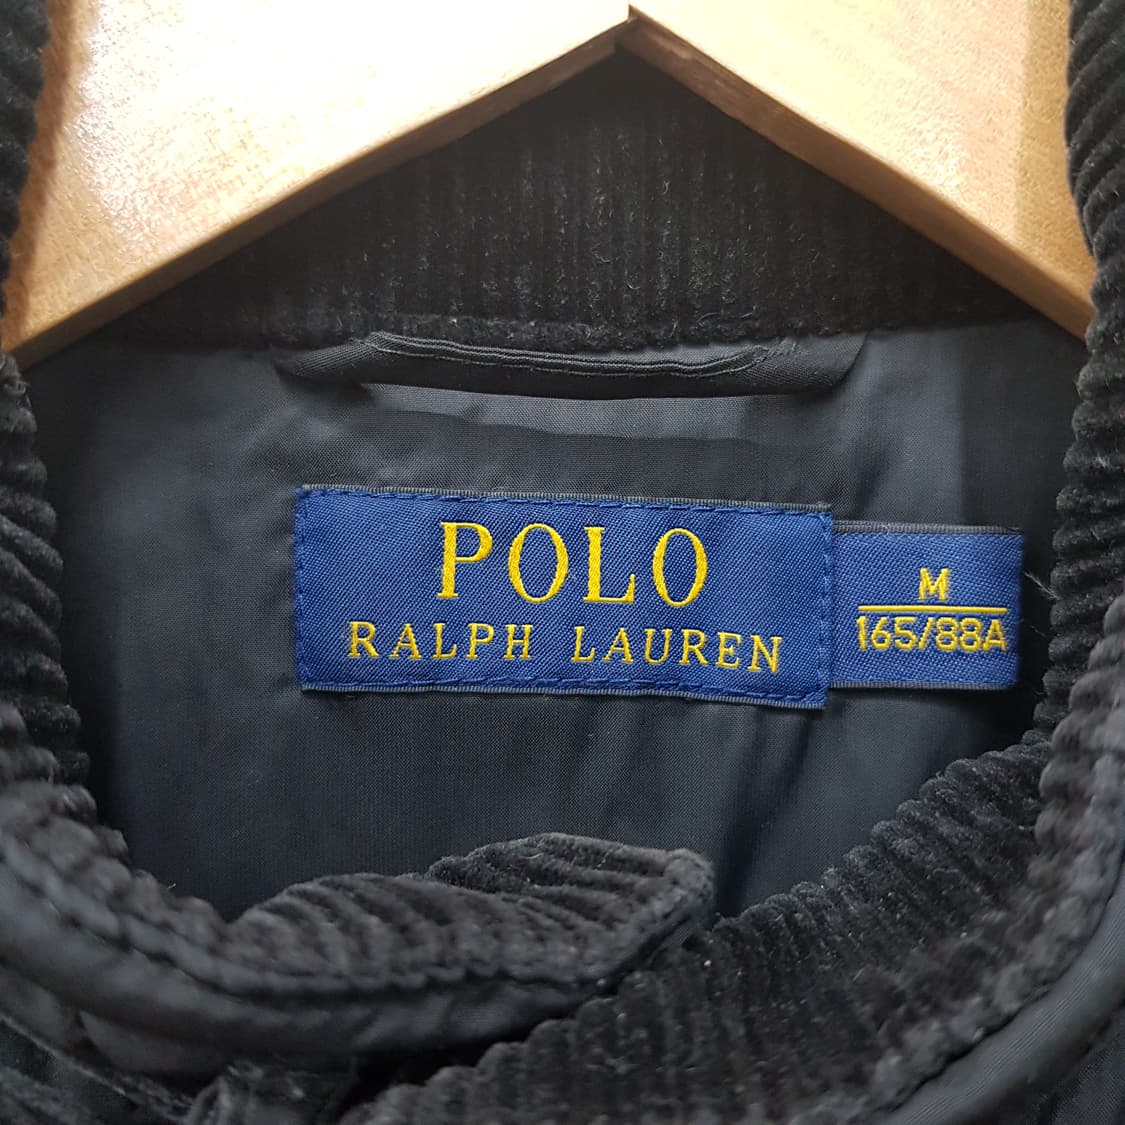 POLO
RALPH LAUREN
M
165/88A